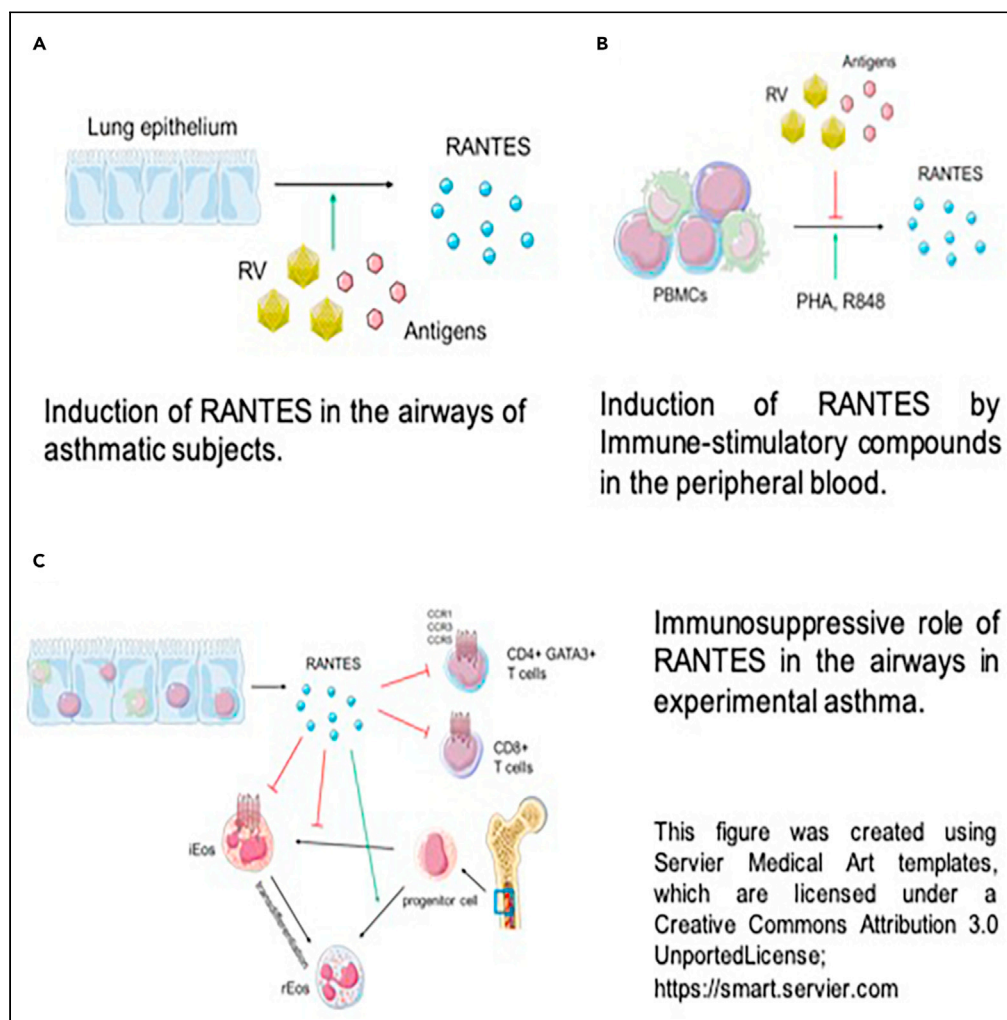 A
Lung epithelium
RANTES
RV
Antigens
Induction of RANTES in the airways of
asthmatic subjects.
B
Antigens
RV
RANTES
PBMCs
PHA, R848
Induction of RANTES by
Immune-stimulatory compounds
in the peripheral blood.
C
CCR1
CCR3
CCR5
RANTES
CD4+ GATA3+
T cells
CD8+
T cells
iEos
progenitor cell
transdifferentiation
rEos
Immunosuppressive role of
RANTES in the airways in
experimental asthma.
This figure was created using
Servier Medical Art templates,
which are licensed under a
Creative Commons Attribution 3.0
UnportedLicense;
https://smart.servier.com